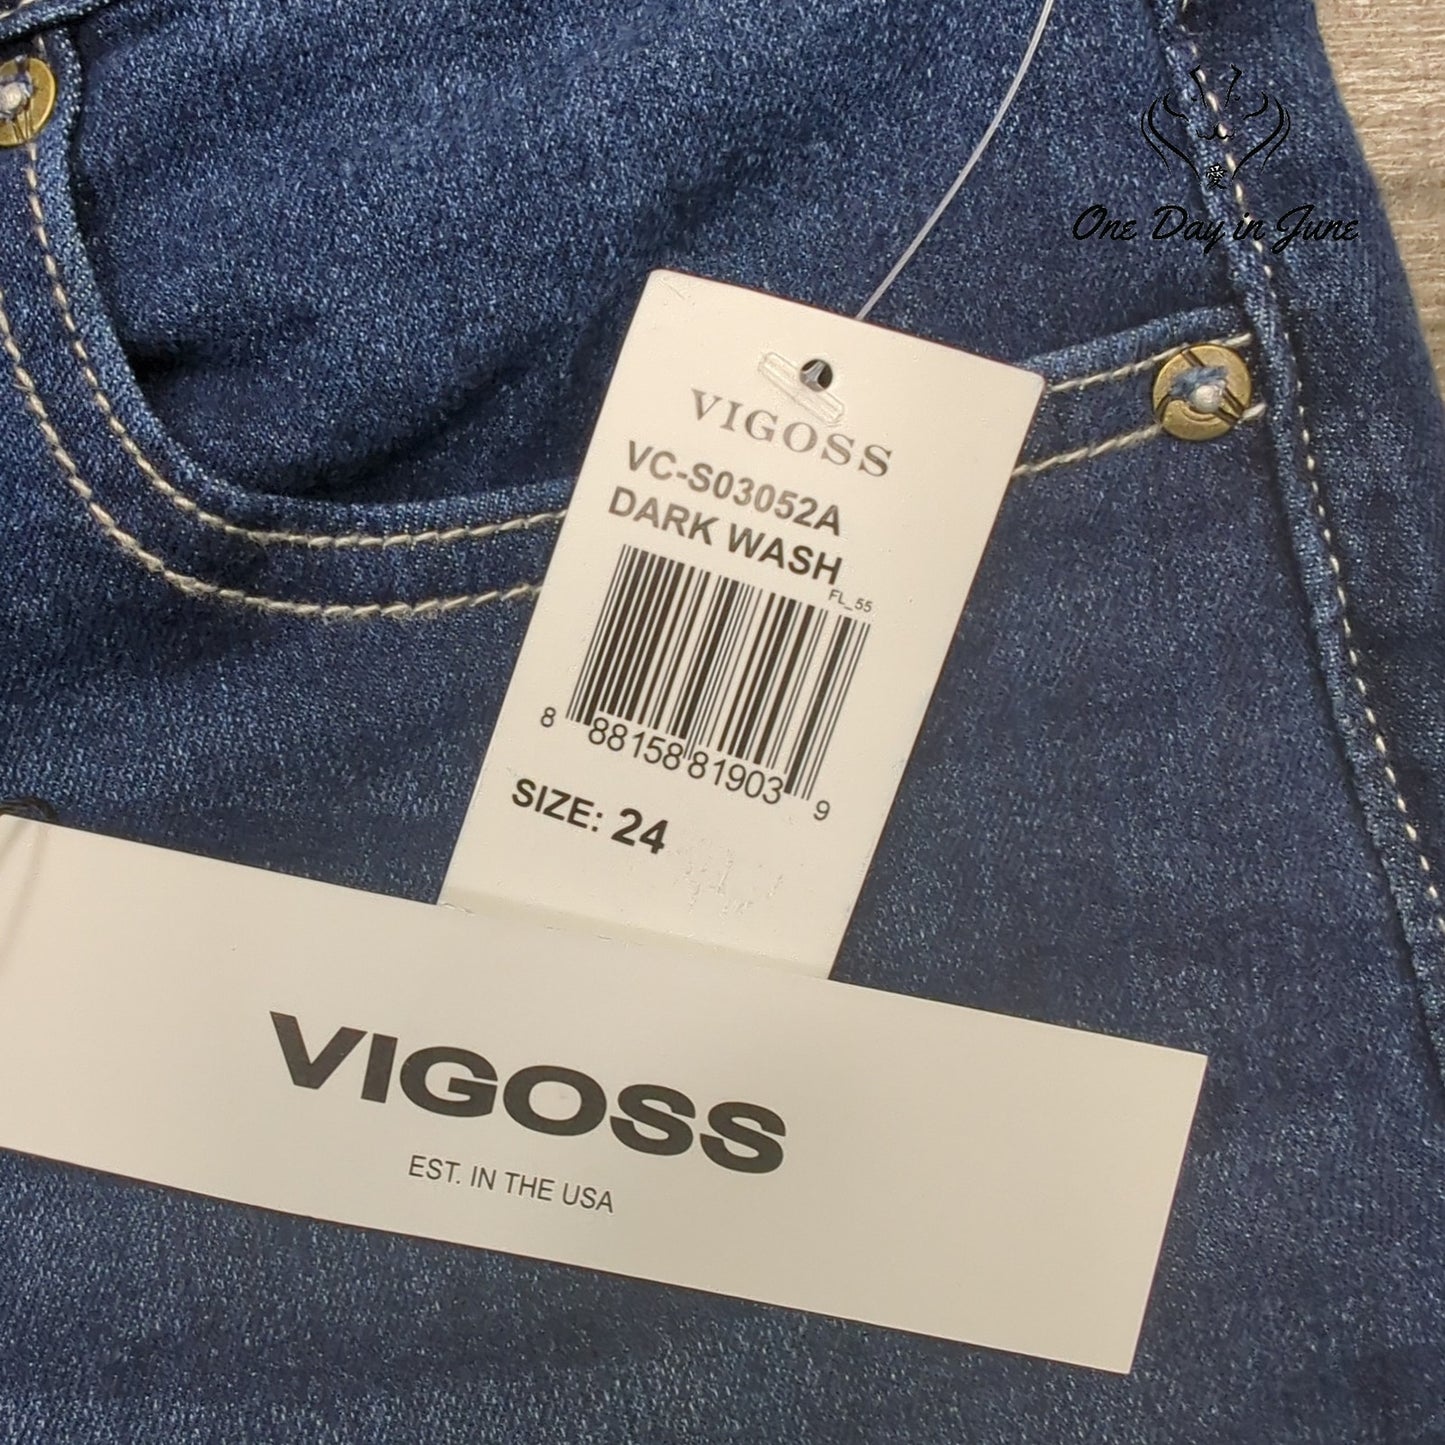 愛
One Day in June
VIGOSS
VC-S03052A
DARK WASH
FL_55
8 88158 81903 9
SIZE: 24
VIGOSS
EST. IN THE USA